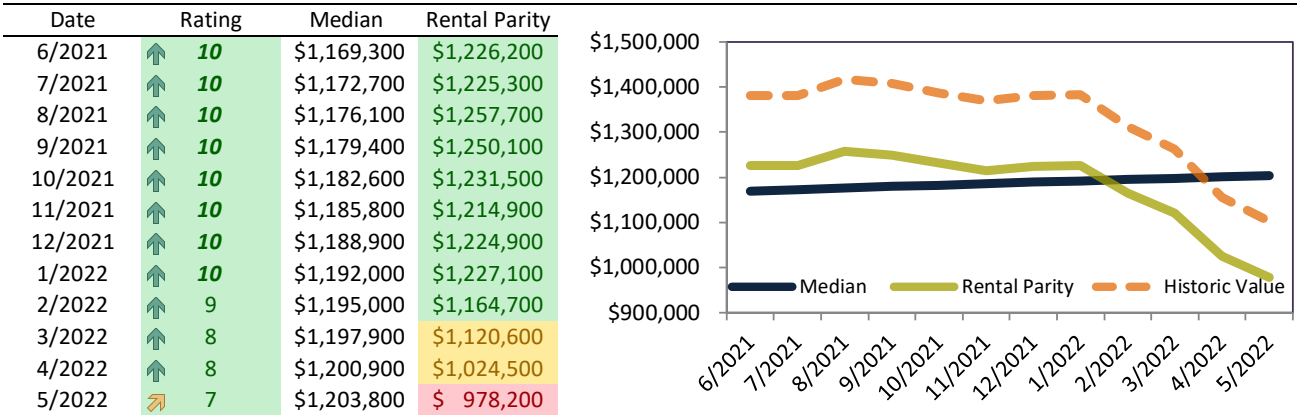 Date Rating Median Rental Parity
6/2021 10 $1,169,300 $1,226,200
7/2021 10 $1,172,700 $1,225,300
8/2021 10 $1,176,100 $1,257,700
9/2021 10 $1,179,400 $1,250,100
10/2021 10 $1,182,600 $1,231,500
11/2021 10 $1,185,800 $1,214,900
12/2021 10 $1,188,900 $1,224,900
1/2022 10 $1,192,000 $1,227,100
2/2022 9 $1,195,000 $1,164,700
3/2022 8 $1,197,900 $1,120,600
4/2022 8 $1,200,900 $1,024,500
5/2022 7 $1,203,800 $ 978,200
$1,500,000
$1,400,000
$1,300,000
$1,200,000
$1,100,000
$1,000,000
$900,000
Median Rental Parity Historic Value
6/2021 7/2021 8/2021 9/2021 10/2021 11/2021 12/2021 1/2022 2/2022 3/2022 4/2022 5/2022